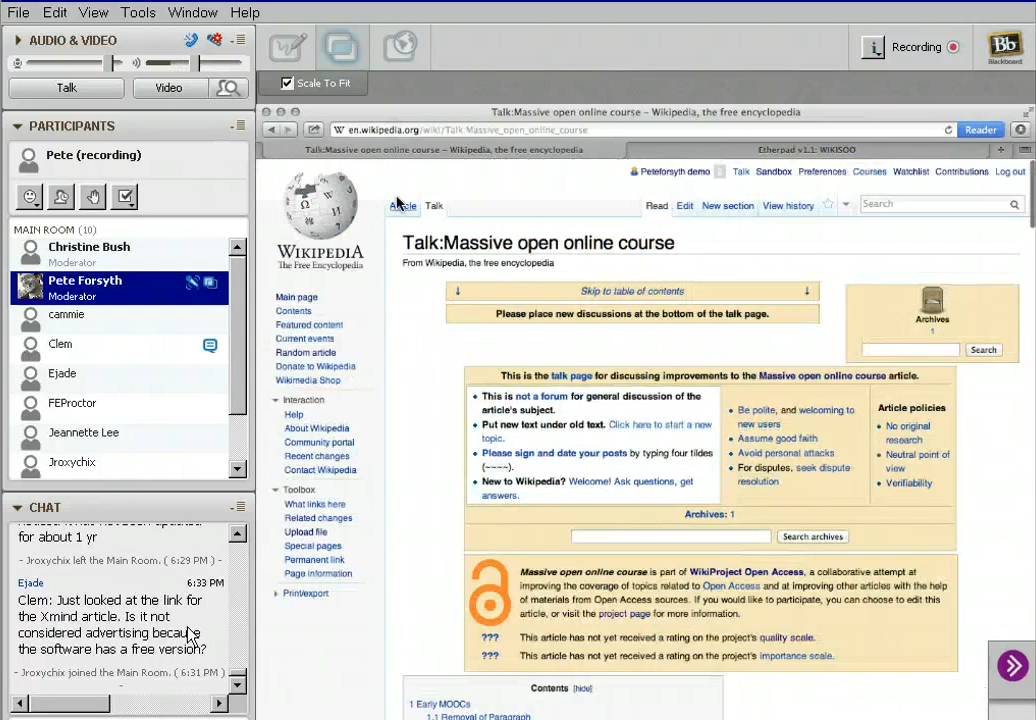 File Edit View Tools Window Help
AUDIO & VIDEO
Talk Video
PARTICIPANTS
Pete (recording)
MAIN ROOM (10)
Christine Bush
Moderator
Pete Forsyth
Moderator
cammie
Clem
Ejade
FEProctor
Jeannette Lee
Jroxychix
CHAT
for about 1 yr
- Jroxychix left the Main Room. ( 6:29 PM ) -
Ejade 6:33 PM
Clem: Just looked at the link for
the Xmind article. Is it not
considered advertising because
the software has a free version?
- Jroxychix joined the Main Room. ( 6:31 PM )
-
Recording
Bb
Blackboard
Scale To Fit
Talk:Massive open online course – Wikipedia, the free encyclopedia
W en.wikipedia.org/wiki/Talk:Massive_open_online_course
Reader
Talk:Massive open online course – Wikipedia, the free encyclopedia
Etherpad v1.1: WIKISOO
Peteforsyth demo 0 Talk Sandbox Preferences Courses Watchlist Contributions Log out
Article Talk Read Edit New section View history Search
WIKIPEDIA
The Free Encyclopedia
Main page
Contents
Featured content
Current events
Random article
Donate to Wikipedia
Wikimedia Shop
Interaction
Help
About Wikipedia
Community portal
Recent changes
Contact Wikipedia
Toolbox
What links here
Related changes
Upload file
Special pages
Permanent link
Page information
Print/export
Talk:Massive open online course
From Wikipedia, the free encyclopedia
↓ Skip to table of contents ↓
Please place new discussions at the bottom of the talk page.
Archives
1
Search
This is the talk page for discussing improvements to the Massive open online course article.
• This is not a forum for general discussion of the
article's subject.
• Put new text under old text. Click here to start a new
topic.
• Please sign and date your posts by typing four tildes
(~~~~).
• New to Wikipedia? Welcome! Ask questions, get
answers.
• Be polite, and welcoming to
new users
• Assume good faith
• Avoid personal attacks
• For disputes, seek dispute
resolution
Article policies
• No original
research
• Neutral point of
view
• Verifiability
Archives: 1
Search archives
Massive open online course is part of WikiProject Open Access, a collaborative attempt at
improving the coverage of topics related to Open Access and at improving other articles with the help
of materials from Open Access sources. If you would like to participate, you can choose to edit this
article, or visit the project page for more information.
??? This article has not yet received a rating on the project's quality scale.
??? This article has not yet received a rating on the project's importance scale.
Contents [hide]
1 Early MOOCs
1.1 Removal of Paragraph